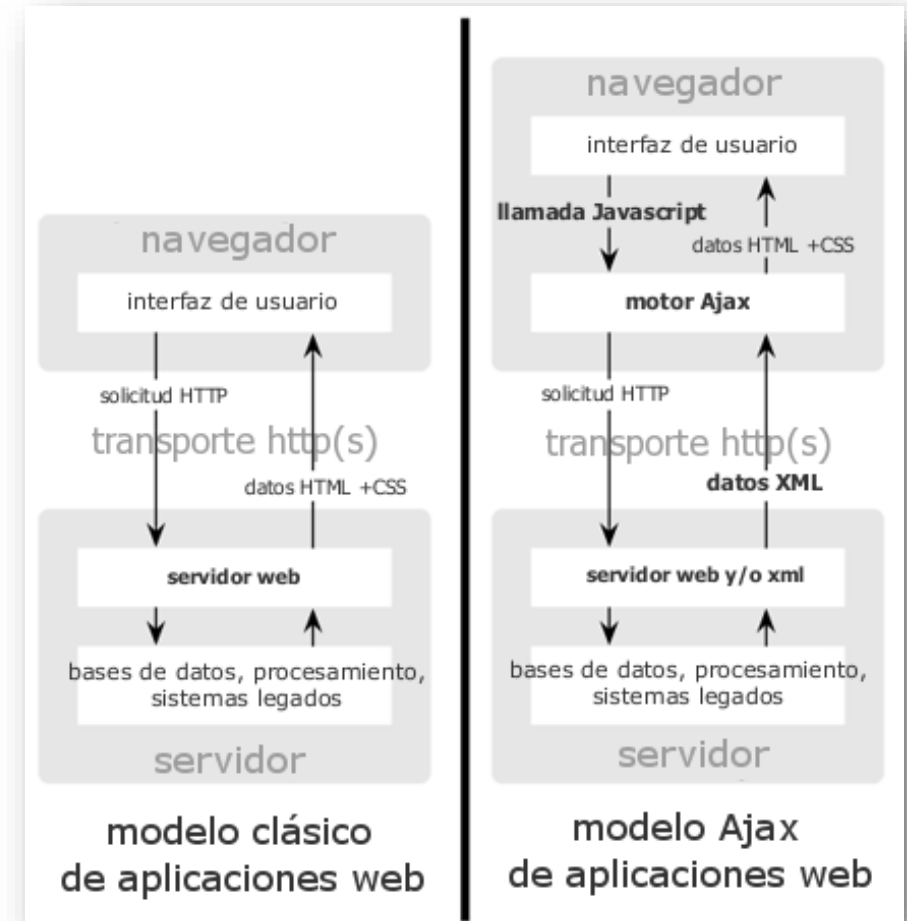 navegador
interfaz de usuario
solicitud HTTP
transporte http(s)
datos HTML +CSS
servidor web
bases de datos, procesamiento,
sistemas legados
servidor
modelo clásico
de aplicaciones web
navegador
interfaz de usuario
llamada Javascript
datos HTML +CSS
motor Ajax
solicitud HTTP
transporte http(s)
datos XML
servidor web y/o xml
bases de datos, procesamiento,
sistemas legados
servidor
modelo Ajax
de aplicaciones web